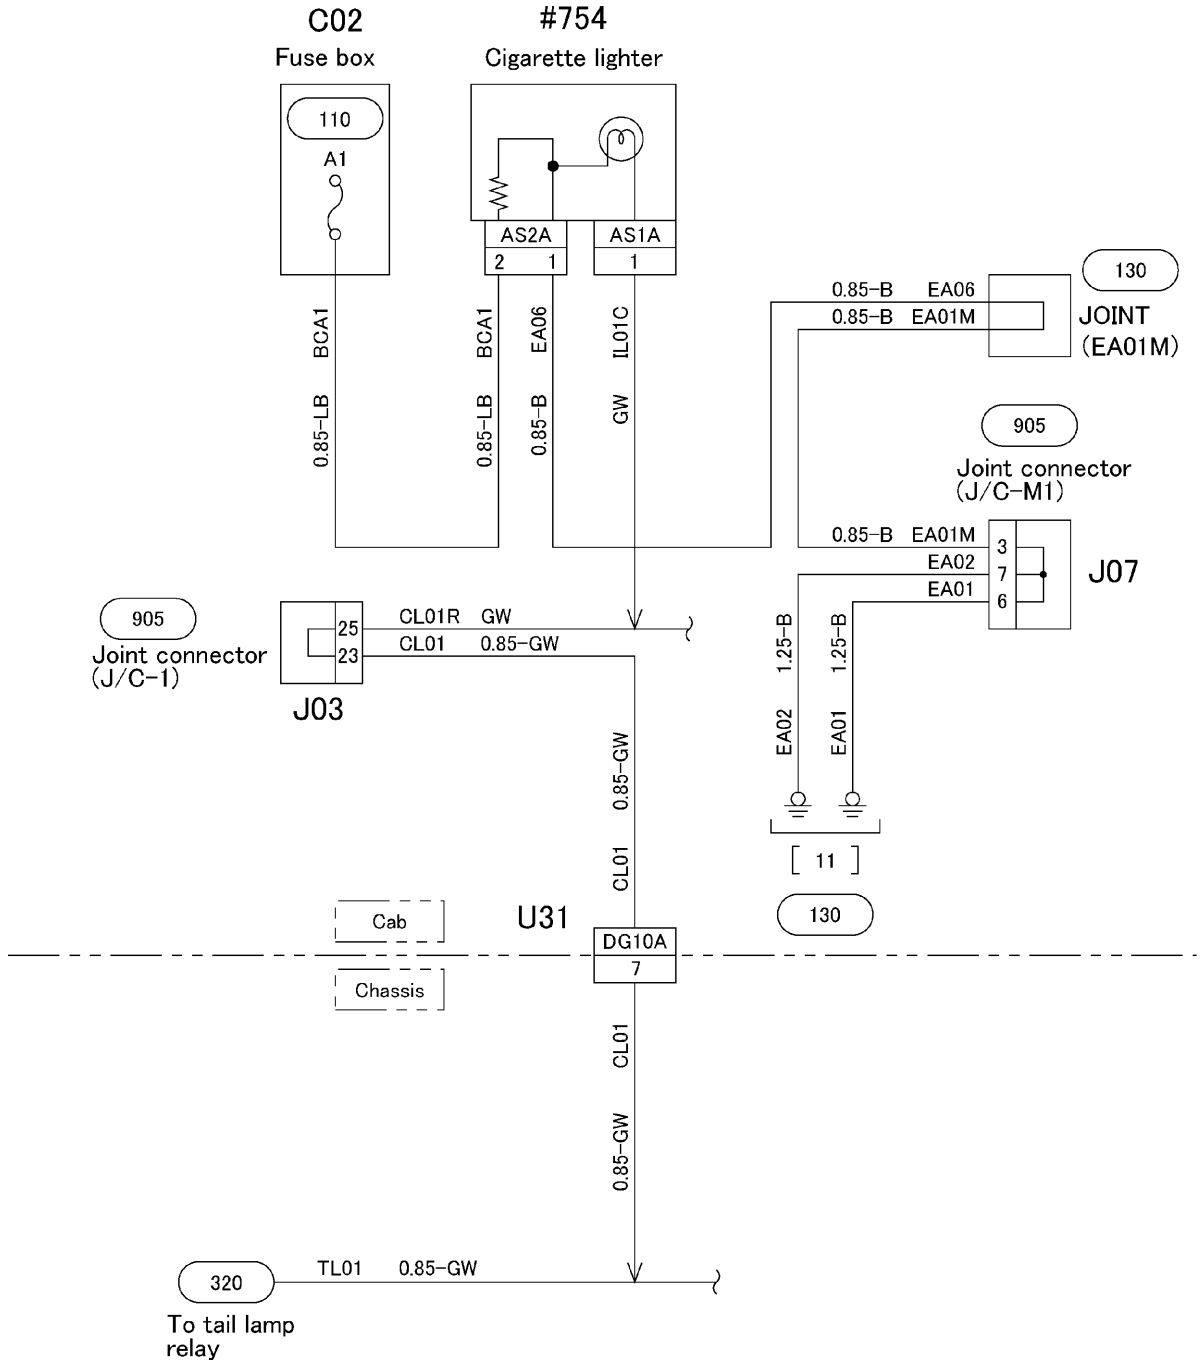 C02
Fuse box
#754
Cigarette lighter
110
A1
AS2A
2 1
AS1A
1
BCA1
0.85-LB
BCA1
0.85-LB
EA06
0.85-B
IL01C
GW
130
0.85-B EA06
0.85-B EA01M
JOINT
(EA01M)
905
Joint connector
(J/C-M1)
0.85-B EA01M
EA02
EA01
3
7
6
J07
905
Joint connector
(J/C-1)
25
23
J03
CL01R GW
CL01 0.85-GW
1.25-B
EA02
1.25-B
EA01
[ 11 ]
130
0.85-GW
CL01
U31
DG10A
7
Cab
Chassis
CL01
0.85-GW
320
TL01 0.85-GW
To tail lamp
relay